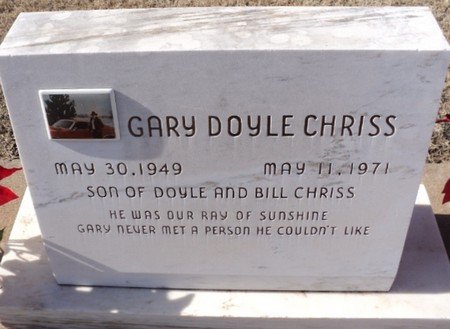 GARY DOYLE CHRISS
MAY 30, 1949 MAY 11, 1971
SON OF DOYLE AND BILL CHRISS
HE WAS OUR RAY OF SUNSHINE
GARY NEVER MET A PERSON HE COULDN'T LIKE